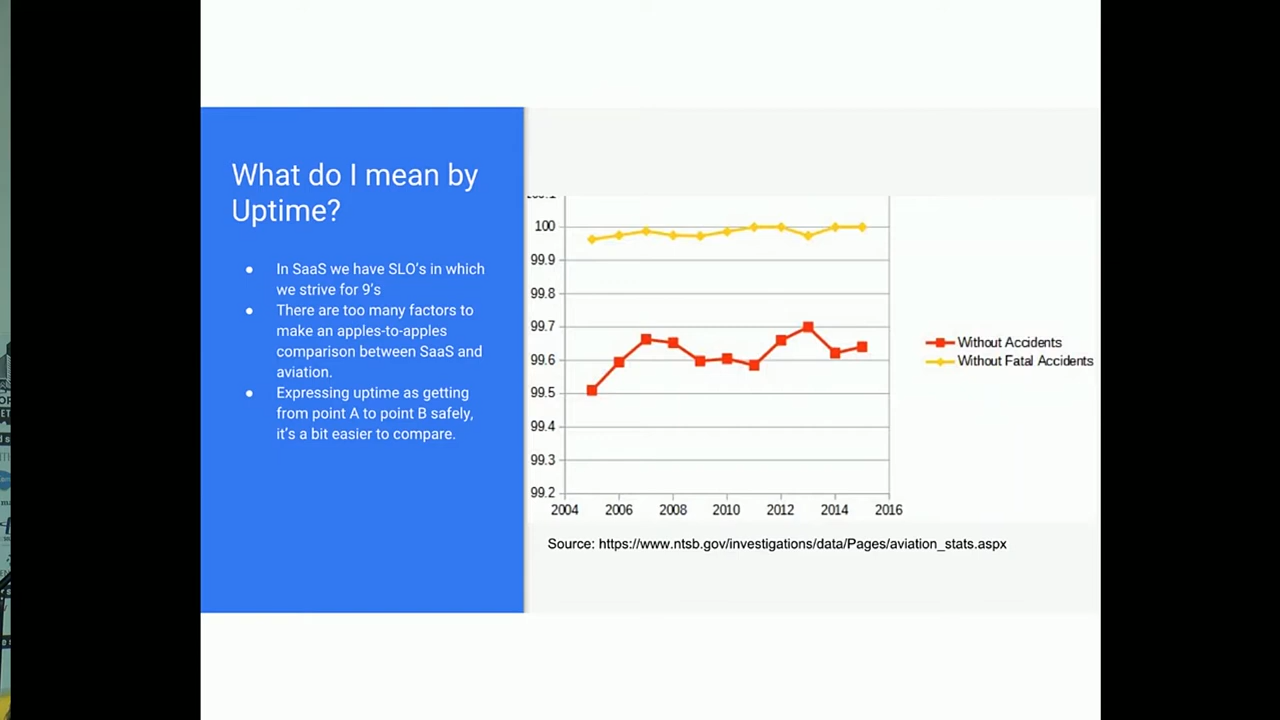 What do I mean by
Uptime?
● In SaaS we have SLO's in which
we strive for 9's
● There are too many factors to
make an apples-to-apples
comparison between SaaS and
aviation.
● Expressing uptime as getting
from point A to point B safely,
it's a bit easier to compare.
100
99.9
99.8
99.7
99.6
99.5
99.4
99.3
99.2
2004 2006 2008 2010 2012 2014 2016
Without Accidents
Without Fatal Accidents
Source: https://www.ntsb.gov/investigations/data/Pages/aviation_stats.aspx